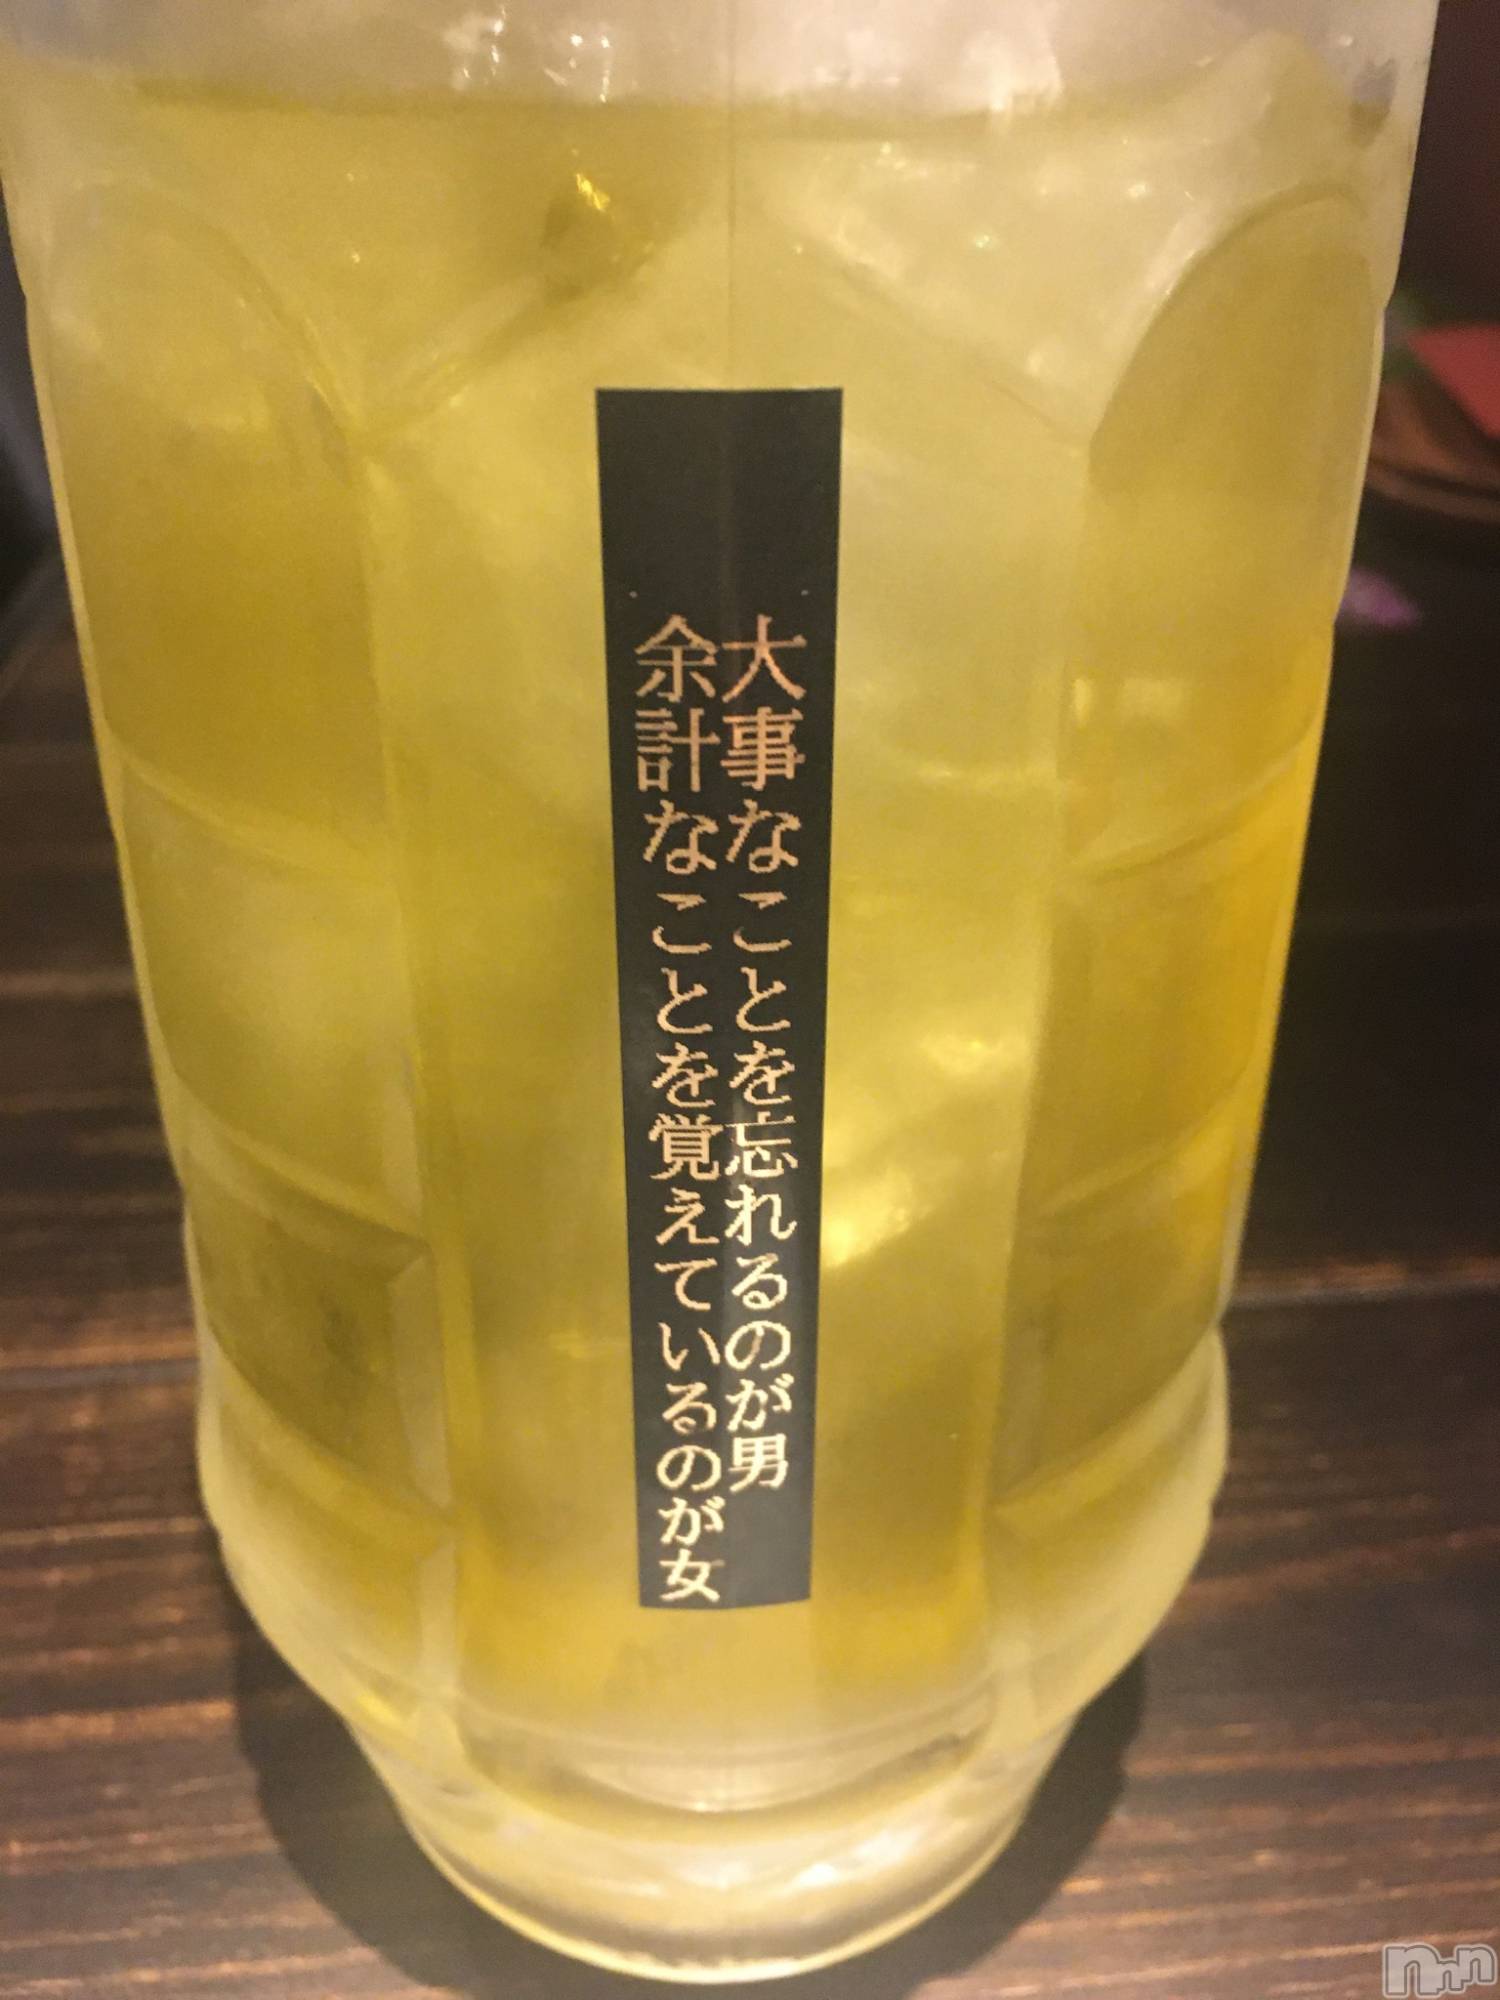 大事なことを忘れるのが男
余計なことを覚えているのが女
nnn